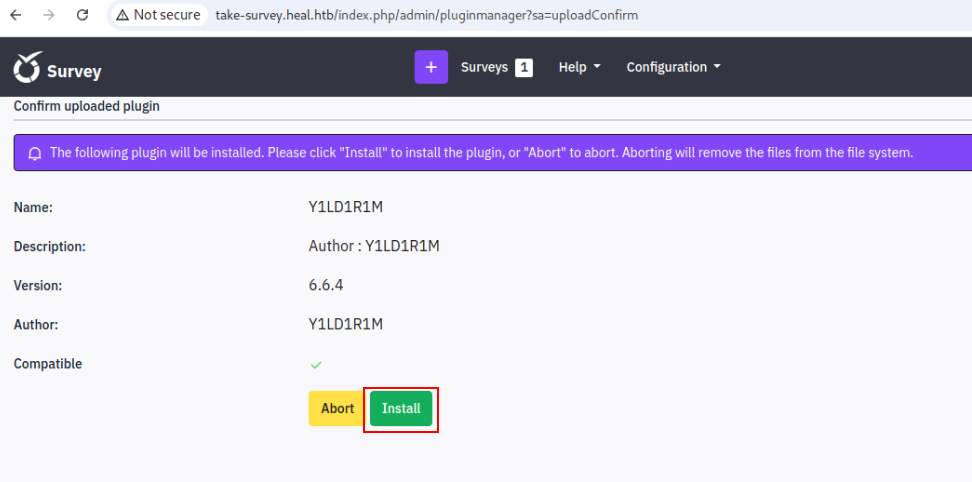 Not secure take-survey.heal.htb/index.php/admin/pluginmanager?sa=uploadConfirm
Survey + Surveys 1 Help Configuration
Confirm uploaded plugin
The following plugin will be installed. Please click "Install" to install the plugin, or "Abort" to abort. Aborting will remove the files from the file system.
Name: Y1LD1R1M
Description: Author : Y1LD1R1M
Version: 6.6.4
Author: Y1LD1R1M
Compatible
Abort Install